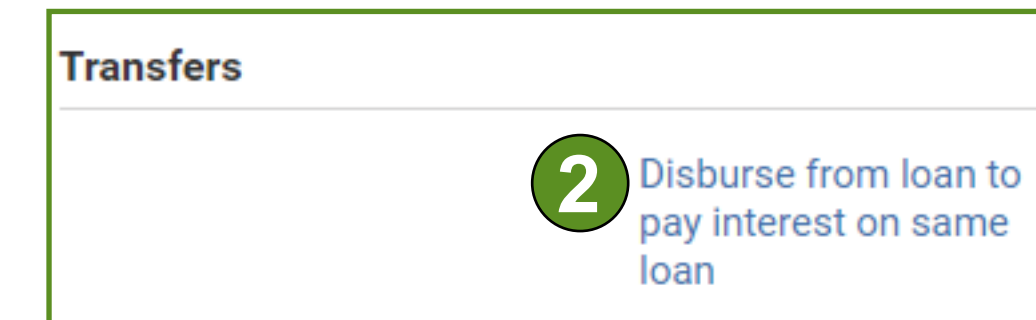 Transfers
2
Disburse from loan to
pay interest on same
loan